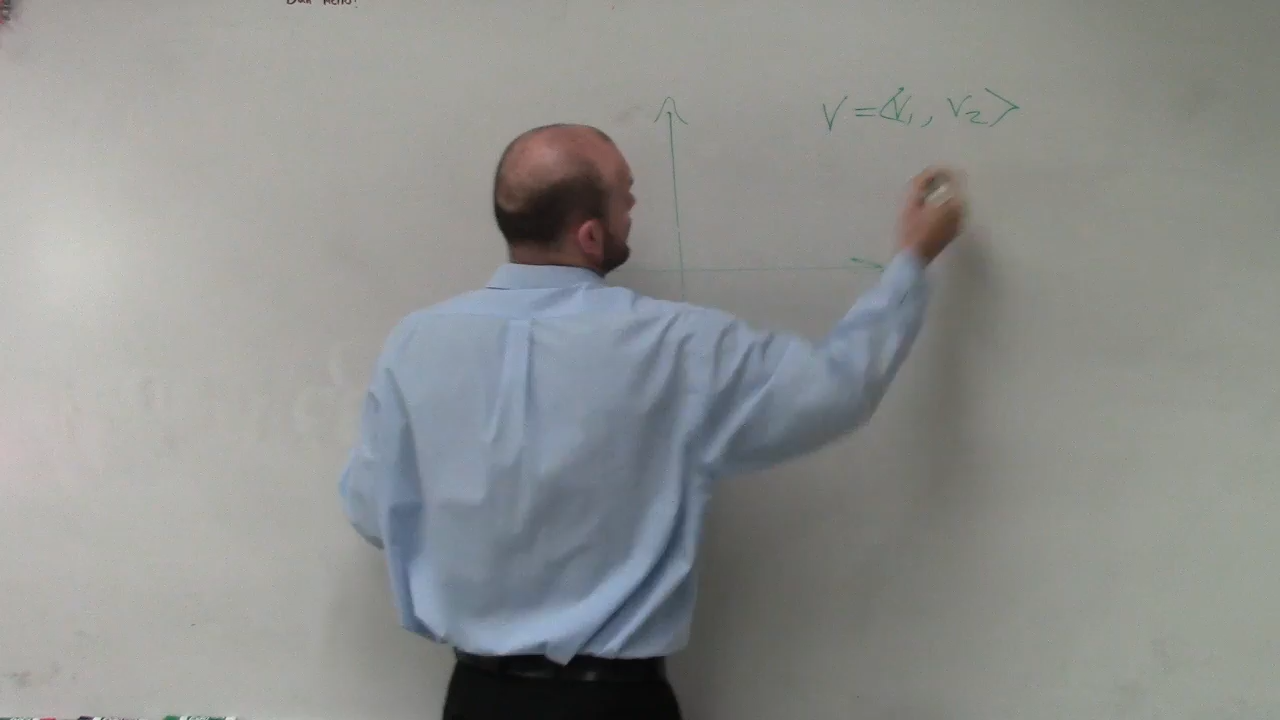 V = <V₁, V₂>